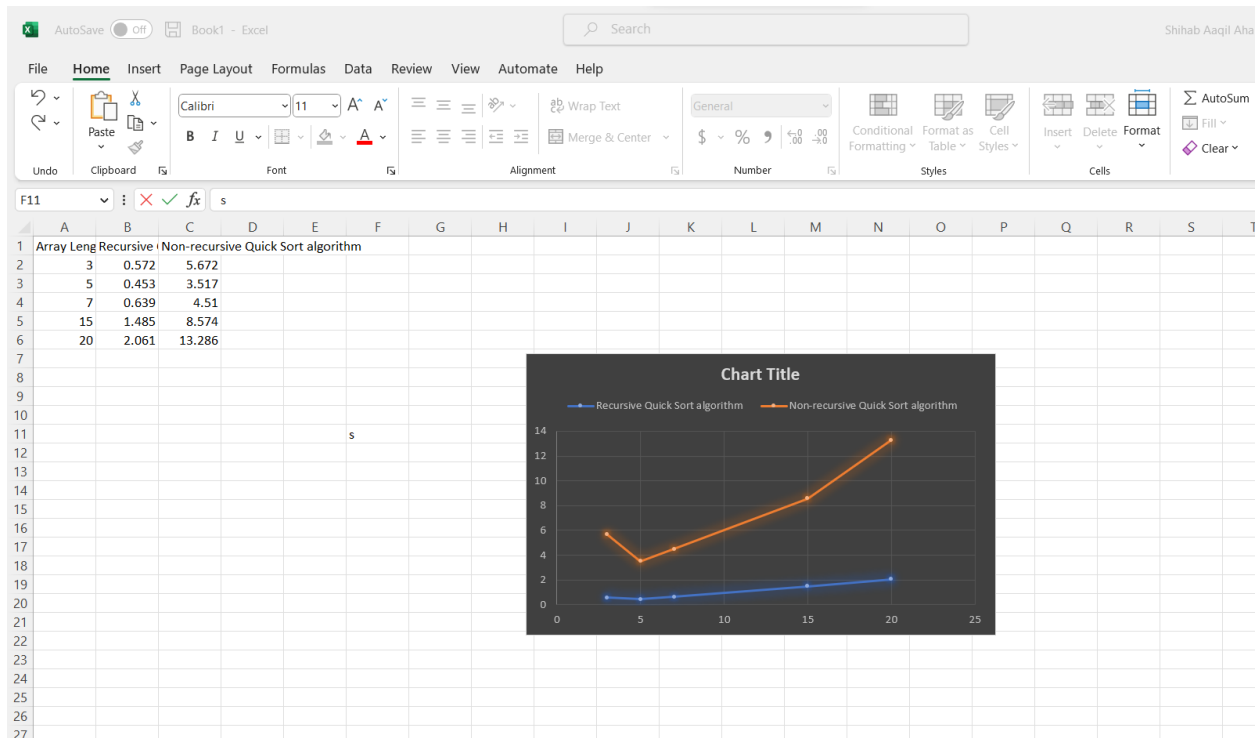 AutoSave Off Book1 - Excel Search Shihab Aaqil Aha
File Home Insert Page Layout Formulas Data Review View Automate Help
Paste Calibri 11 A^ A˅ Wrap Text General Conditional Format as Cell Insert Delete Format AutoSum
B I U A Merge & Center $ % Formatting Table Styles Fill
Clear
Undo Clipboard Font Alignment Number Styles Cells
F11 fx s
A B C D E F G H I J K L M N O P Q R S T
1 Array Leng Recursive ( Non-recursive Quick Sort algorithm
2 3 0.572 5.672
3 5 0.453 3.517
4 7 0.639 4.51
5 15 1.485 8.574
6 20 2.061 13.286
7
8 Chart Title
9
10 Recursive Quick Sort algorithm Non-recursive Quick Sort algorithm
11 s 14
12 12
13 10
14
15 8
16
17 6
18 4
19 2
20 0
21 0 5 10 15 20 25
22
23
24
25
26
27